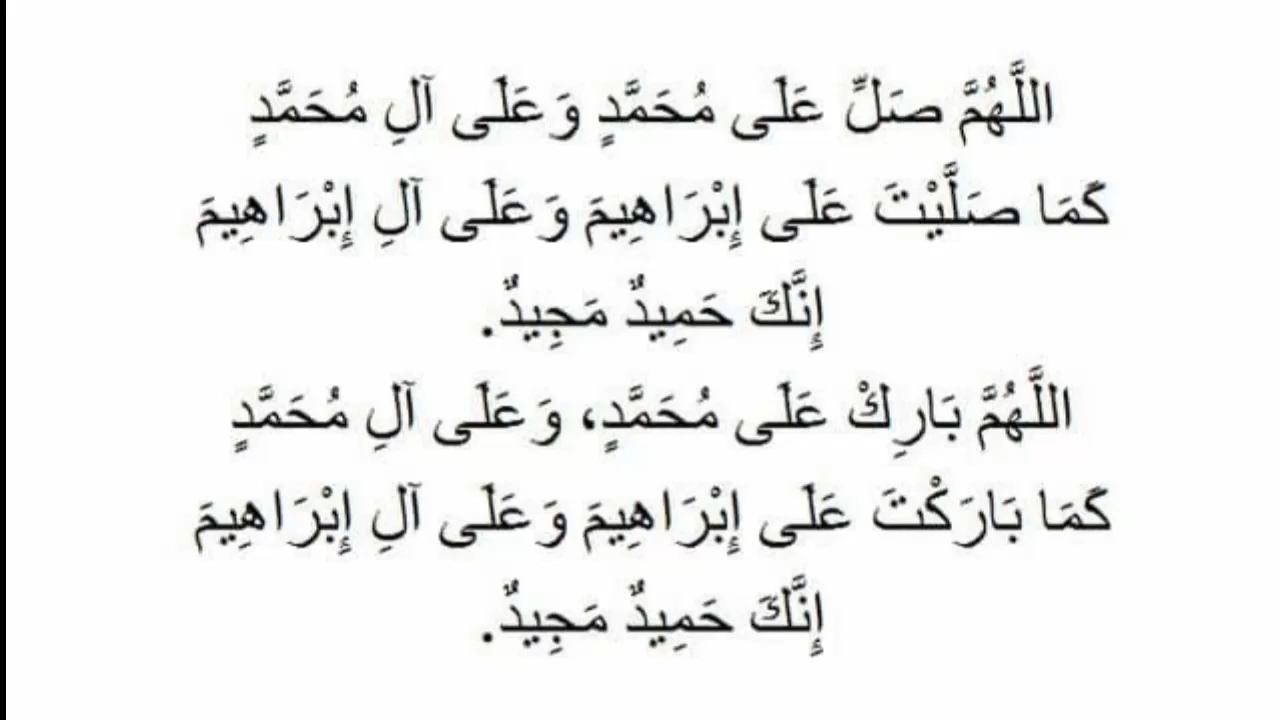 اللَّهُمَّ صَلِّ عَلَى مُحَمَّدٍ وَعَلَى آلِ مُحَمَّدٍ
كَمَا صَلَّيْتَ عَلَى إِبْرَاهِيمَ وَعَلَى آلِ إِبْرَاهِيمَ
إِنَّكَ حَمِيدٌ مَجِيدٌ.
اللَّهُمَّ بَارِكْ عَلَى مُحَمَّدٍ، وَعَلَى آلِ مُحَمَّدٍ
كَمَا بَارَكْتَ عَلَى إِبْرَاهِيمَ وَعَلَى آلِ إِبْرَاهِيمَ
إِنَّكَ حَمِيدٌ مَجِيدٌ.